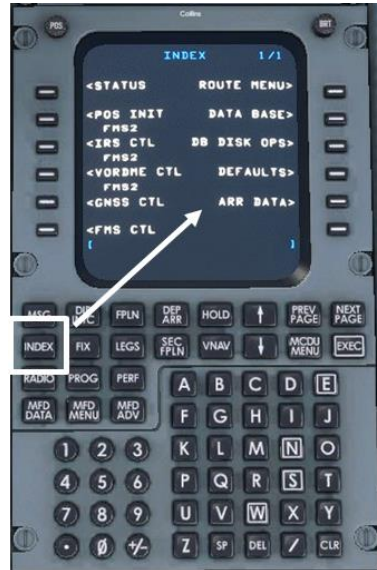 Collins
POS
BRT
INDEX 1/1
<STATUS ROUTE MENU>
<POS INIT DATA BASE>
FMS2
<IRS CTL DB DISK OPS>
FMS2
<VORDME CTL DEFAULTS>
FMS2
<GNSS CTL ARR DATA>
<FMS CTL
[ ]
MSG DIR INTC FPLN DEP ARR HOLD ↑ PREV PAGE NEXT PAGE
INDEX FIX LEGS SEC FPLN VNAV ↓ MCDU MENU EXEC
RADIO PROG PERF
MFD DATA MFD MENU MFD ADV
A B C D E
F G H I J
1 2 3 K L M N O
4 5 6 P Q R S T
7 8 9 U V W X Y
. 0 +/- Z SP DEL / CLR